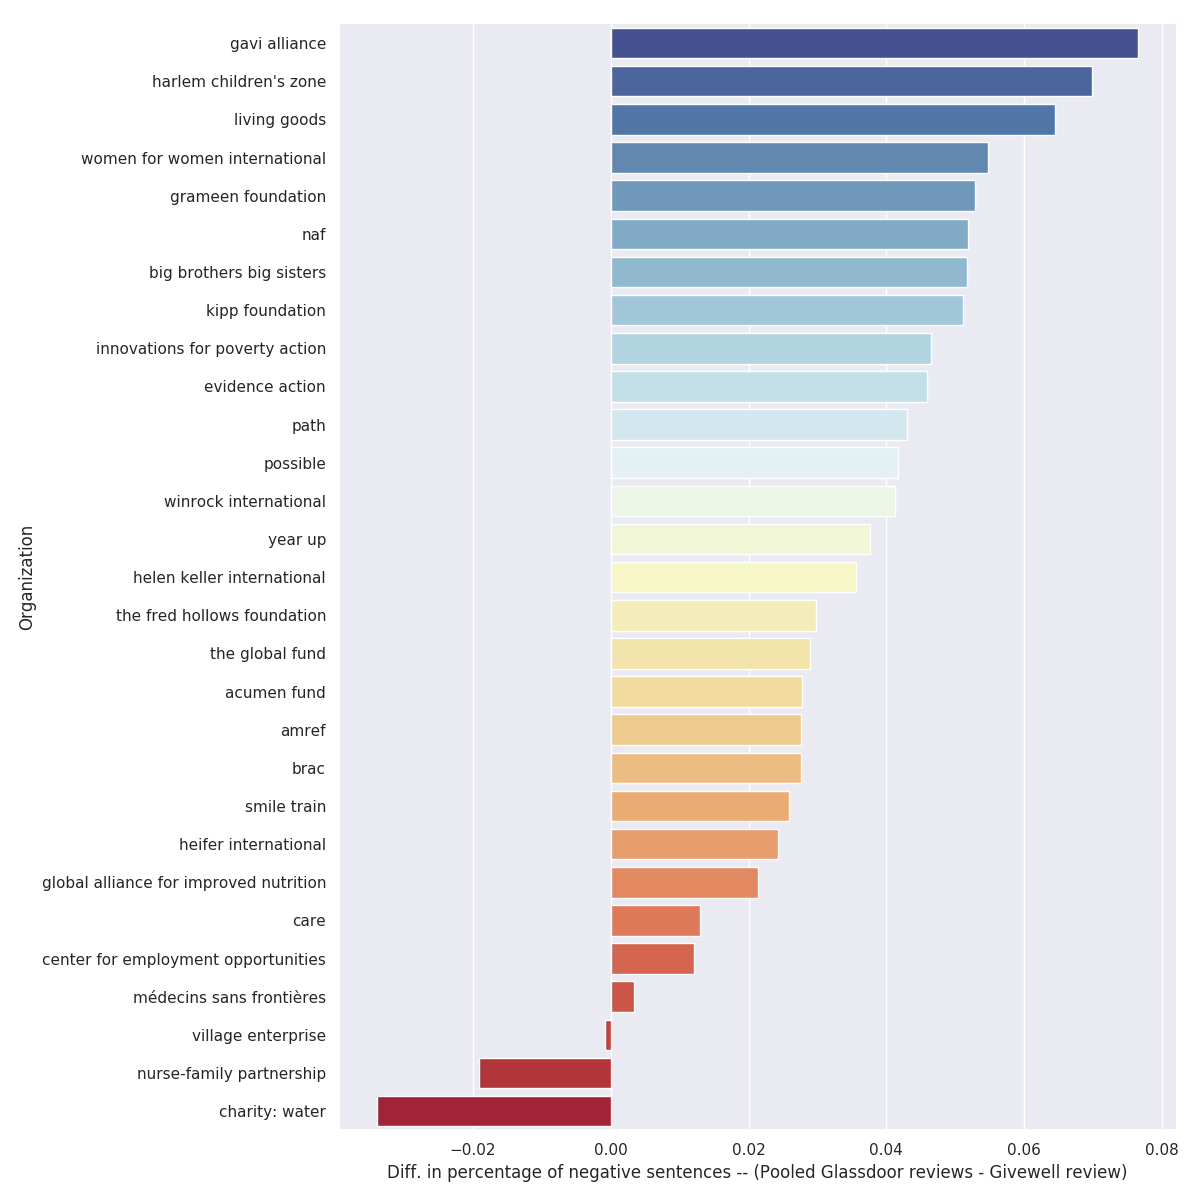 gavi alliance
harlem children's zone
living goods
women for women international
grameen foundation
naf
big brothers big sisters
kipp foundation
innovations for poverty action
evidence action
path
possible
winrock international
year up
helen keller international
the fred hollows foundation
the global fund
acumen fund
amref
brac
smile train
heifer international
global alliance for improved nutrition
care
center for employment opportunities
médecins sans frontières
village enterprise
nurse-family partnership
charity: water
Organization
−0.02 0.00 0.02 0.04 0.06 0.08
Diff. in percentage of negative sentences -- (Pooled Glassdoor reviews - Givewell review)